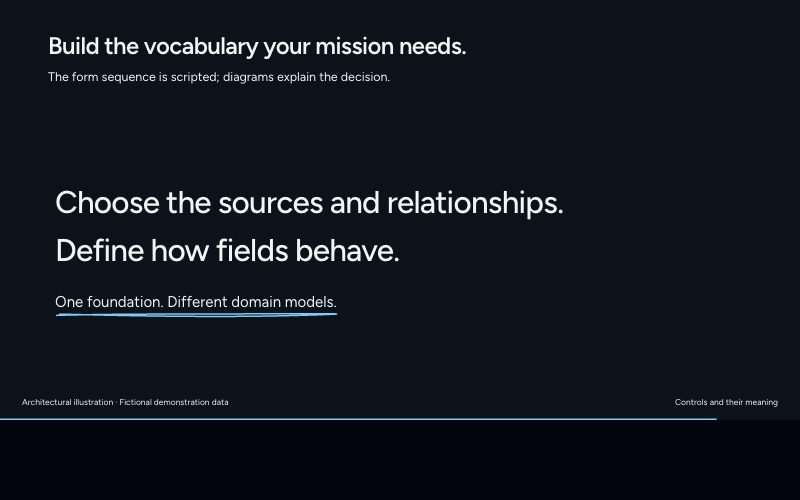 Build the vocabulary your mission needs.
The form sequence is scripted; diagrams explain the decision.
Choose the sources and relationships.
Define how fields behave.
One foundation. Different domain models.
Architectural illustration · Fictional demonstration data
Controls and their meaning